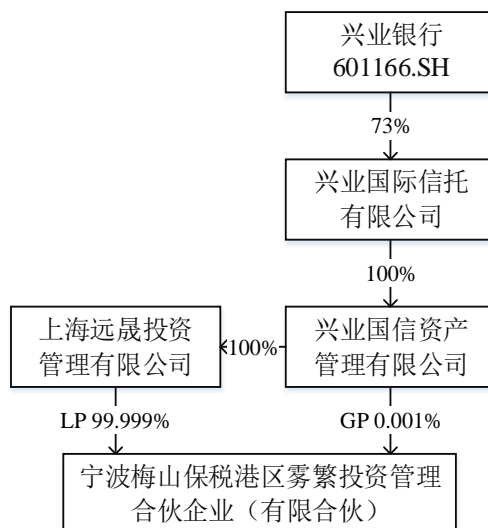 兴业银行
601166.SH
73%
兴业国际信托
有限公司
100%
上海远晟投资
管理有限公司
100%
兴业国信资产
管理有限公司
LP 99.999%
GP 0.001%
宁波梅山保税港区雾繁投资管理
合伙企业（有限合伙）